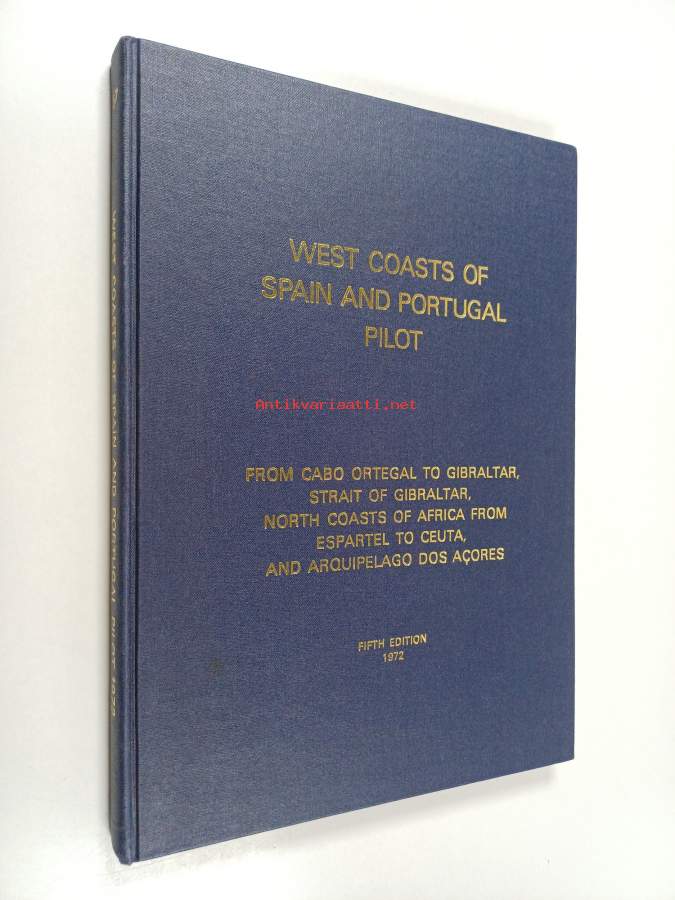 WEST COASTS OF
SPAIN AND PORTUGAL
PILOT
Antikvariaatti.net
FROM CABO ORTEGAL TO GIBRALTAR,
STRAIT OF GIBRALTAR,
NORTH COASTS OF AFRICA FROM
ESPARTEL TO CEUTA,
AND ARQUIPELAGO DOS AÇORES
FIFTH EDITION
1972
WEST COASTS OF SPAIN AND PORTUGAL PILOT 1972